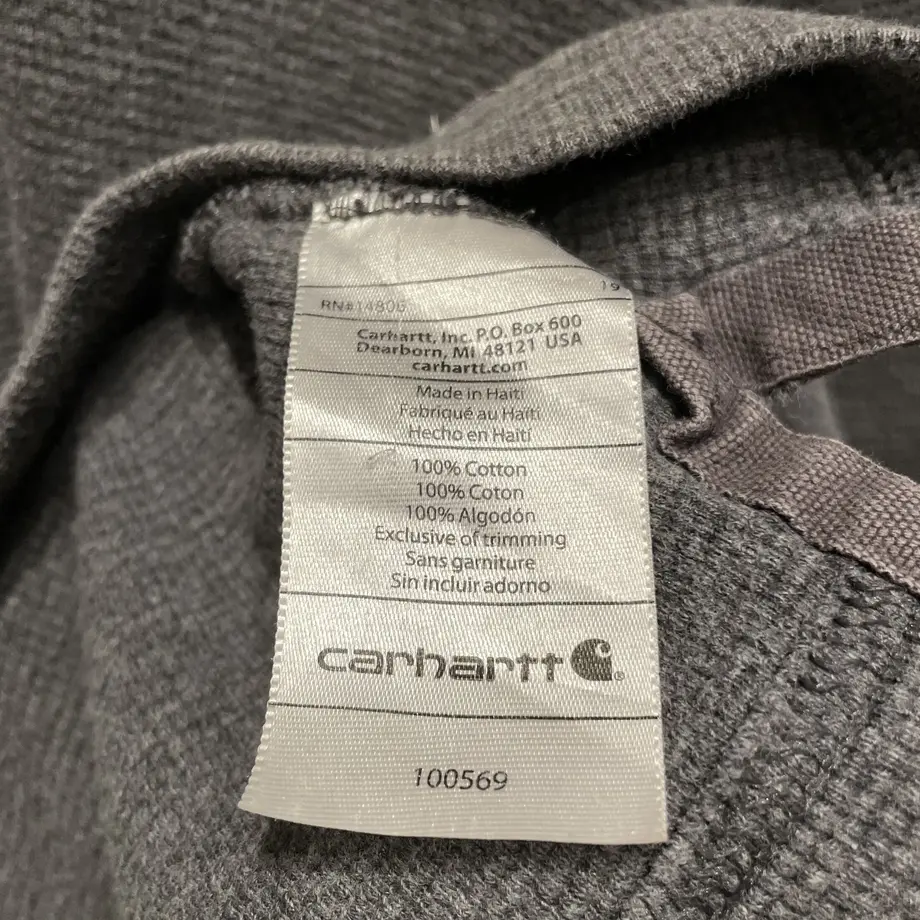 19
RN#14806
Carhartt, Inc. P.O. Box 600
Dearborn, MI 48121 USA
carhartt.com
Made in Haiti
Fabriqué au Haïti
Hecho en Haití
100% Cotton
100% Coton
100% Algodón
Exclusive of trimming
Sans garniture
Sin incluir adorno
carhartt
100569